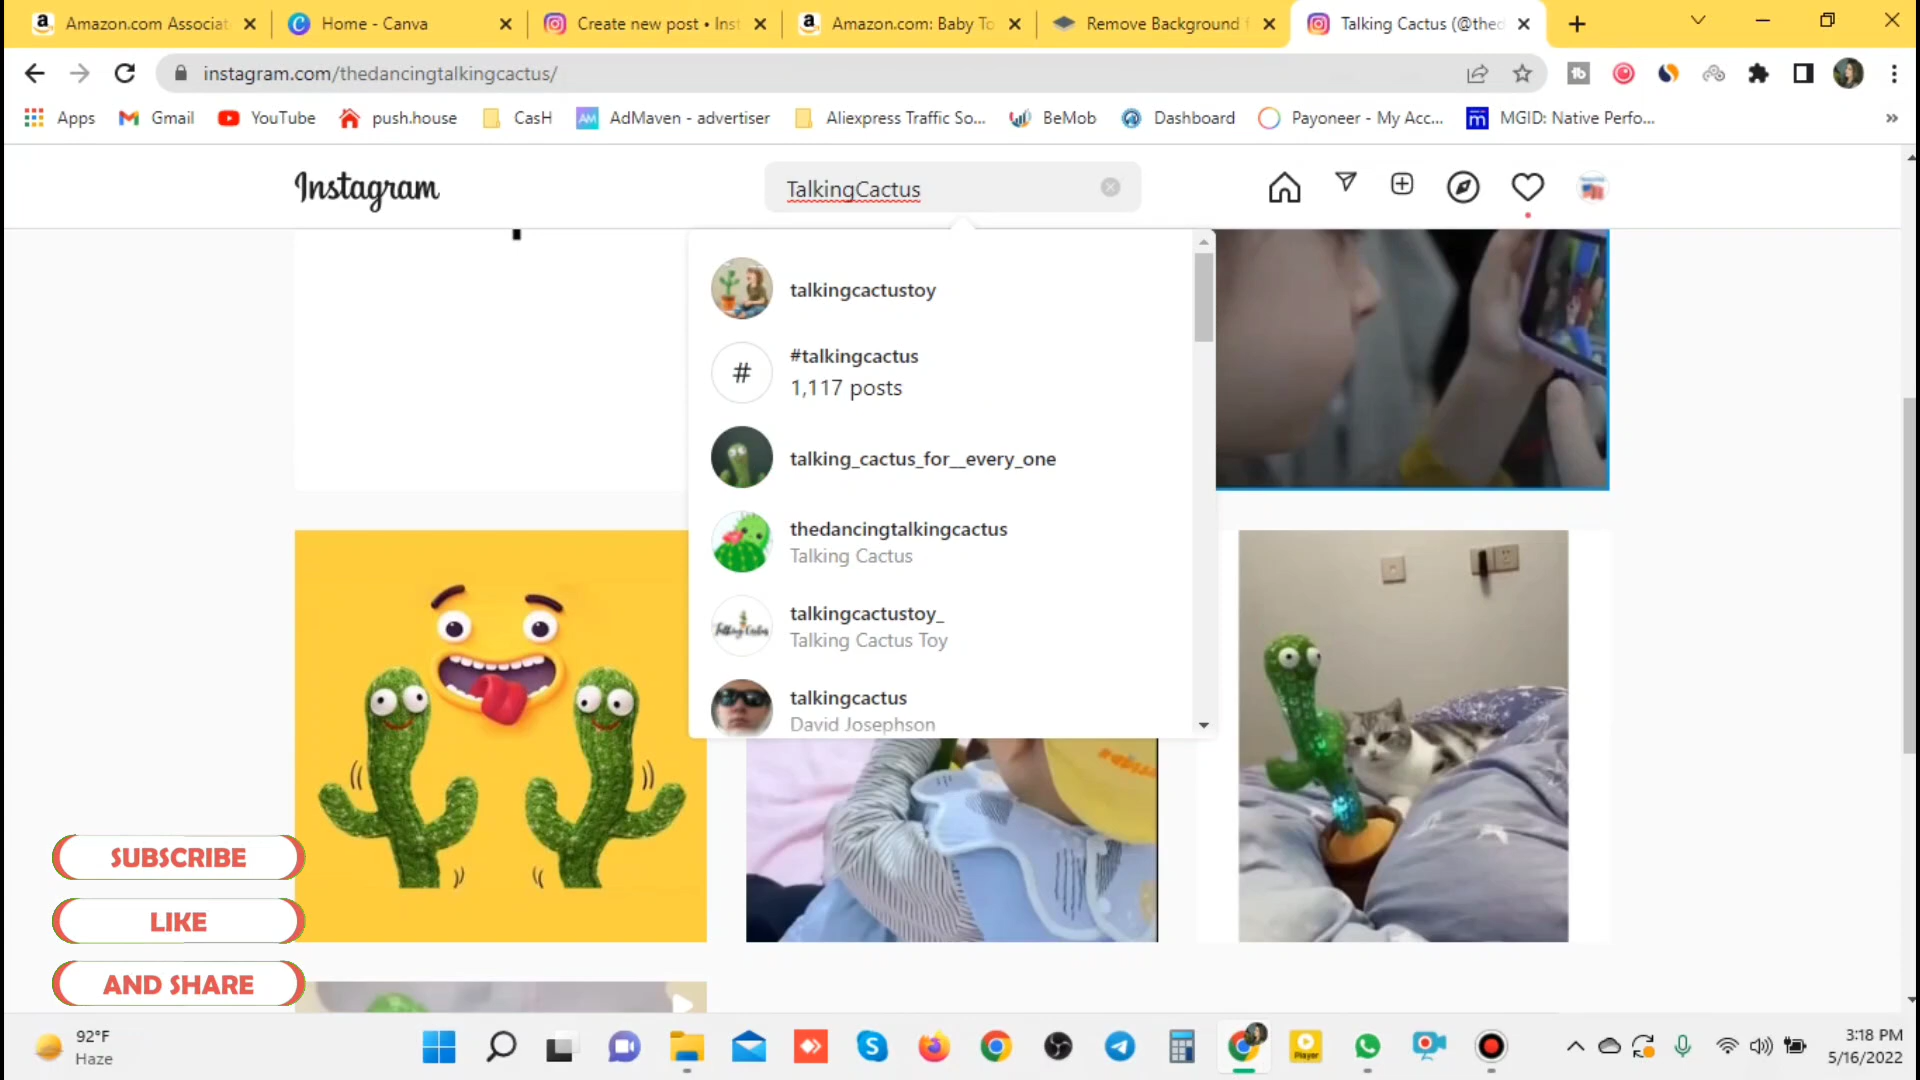 Amazon.com Associat
Home - Canva
Create new post • Inst
Amazon.com: Baby To
Remove Background f
Talking Cactus (@thed
instagram.com/thedancingtalkingcactus/
Apps
Gmail
YouTube
push.house
CasH
AdMaven - advertiser
Aliexpress Traffic So...
BeMob
Dashboard
Payoneer - My Acc...
MGID: Native Perfo...
»
Instagram
TalkingCactus
talkingcactustoy
#
#talkingcactus
1,117 posts
talking_cactus_for__every_one
thedancingtalkingcactus
Talking Cactus
talkingcactustoy_
Talking Cactus Toy
talkingcactus
David Josephson
SUBSCRIBE
LIKE
AND SHARE
92°F
Haze
Player
3:18 PM
5/16/2022